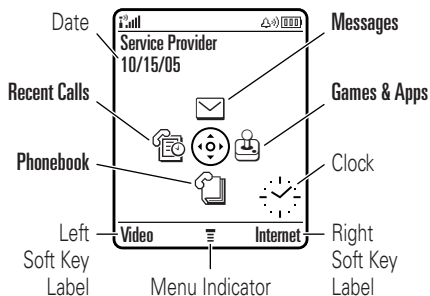 Date
Messages
Service Provider
10/15/05
Recent Calls
Games & Apps
Phonebook
Clock
Left
Soft Key
Label
Video
Internet
Right
Soft Key
Label
Menu Indicator